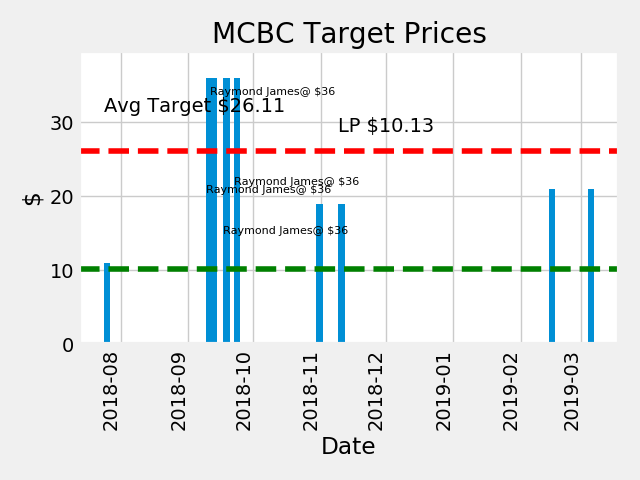 MCBC Target Prices
Raymond James@ $36
Avg Target $26.11
LP $10.13
Raymond James@ $36
Raymond James@ $36
Raymond James@ $36
30
20
10
0
$
2018-08
2018-09
2018-10
2018-11
2018-12
2019-01
2019-02
2019-03
Date